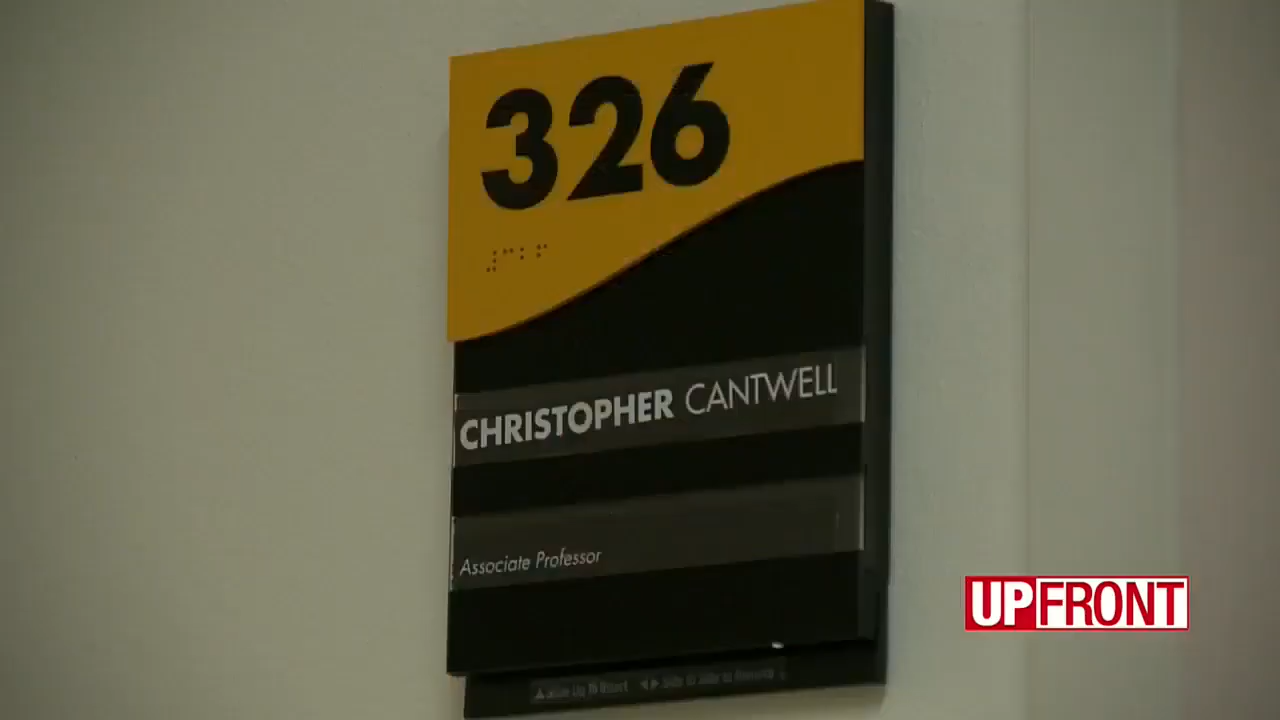 326
⠼⠉⠃⠋
CHRISTOPHER CANTWELL
Associate Professor
UPFRONT